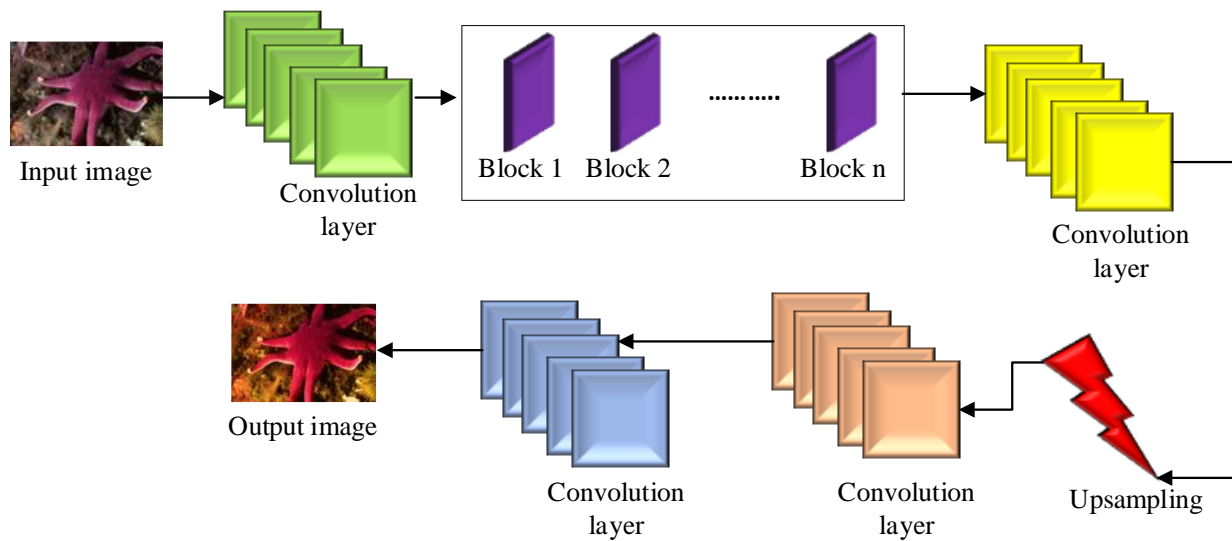 Input image
Convolution
layer
Block 1
Block 2
...........
Block n
Convolution
layer
Output image
Convolution
layer
Convolution
layer
Upsampling